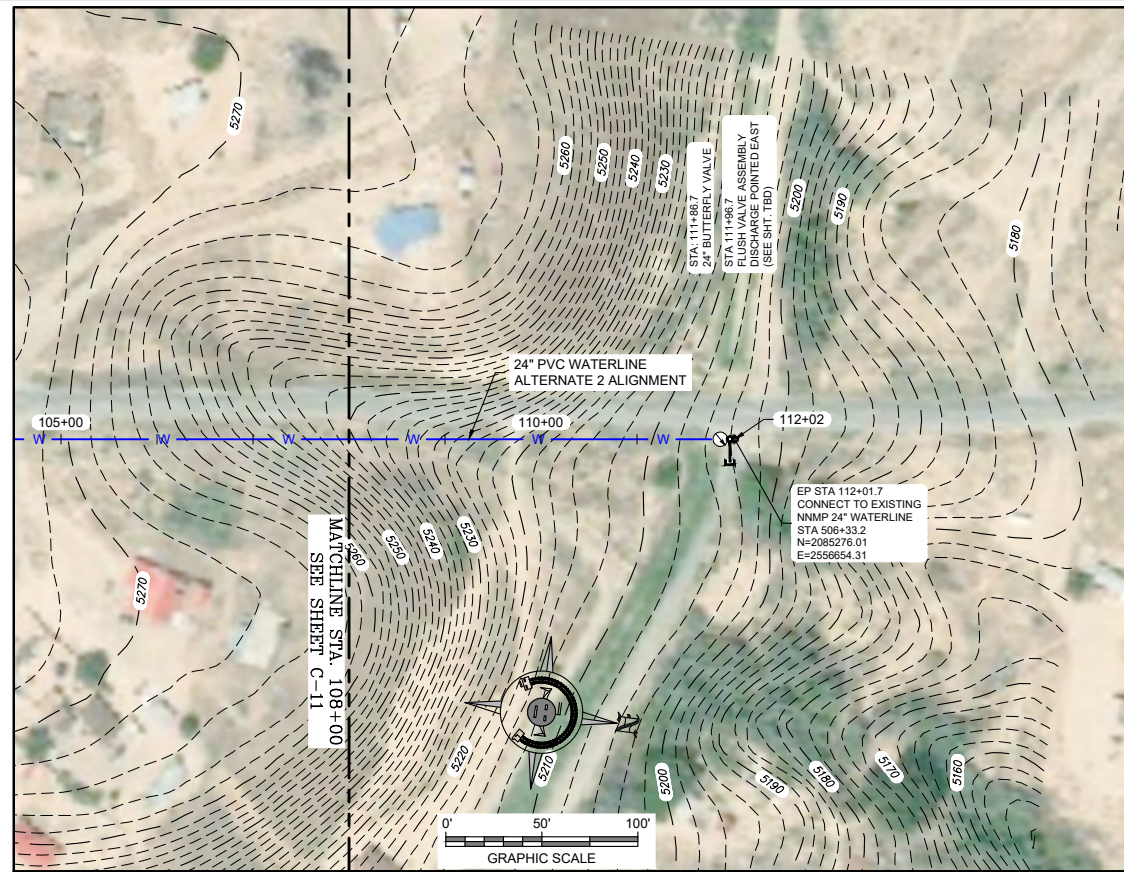 5270
5260
5250
5240
5230
STA: 111+86.7
24" BUTTERFLY VALVE
STA 111+96.7
FLUSH VALVE ASSEMBLY
DISCHARGE POINTED EAST
(SEE SHT. TBD)
5200
5190
5180
24" PVC WATERLINE
ALTERNATE 2 ALIGNMENT
105+00
110+00
112+02
W W W W W W
EP STA 112+01.7
CONNECT TO EXISTING
NNMP 24" WATERLINE
STA 506+33.2
N=2085276.01
E=2556654.31
MATCHLINE STA. 108+00
SEE SHEET C-11
5260
5250
5240
5230
5270
N
5220
5210
5200
5190
5180
5170
5160
0' 50' 100'
GRAPHIC SCALE